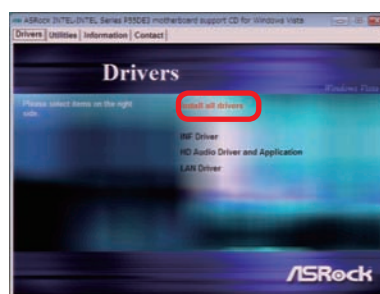 ASRock INTEL-INTEL Series P55DE3 motherboard support CD for Windows Vista
Drivers Utilities Information Contact
Drivers
Windows Vista
Please select items on the right side.
Install all drivers
INF Driver
HD Audio Driver and Application
LAN Driver
ASRock